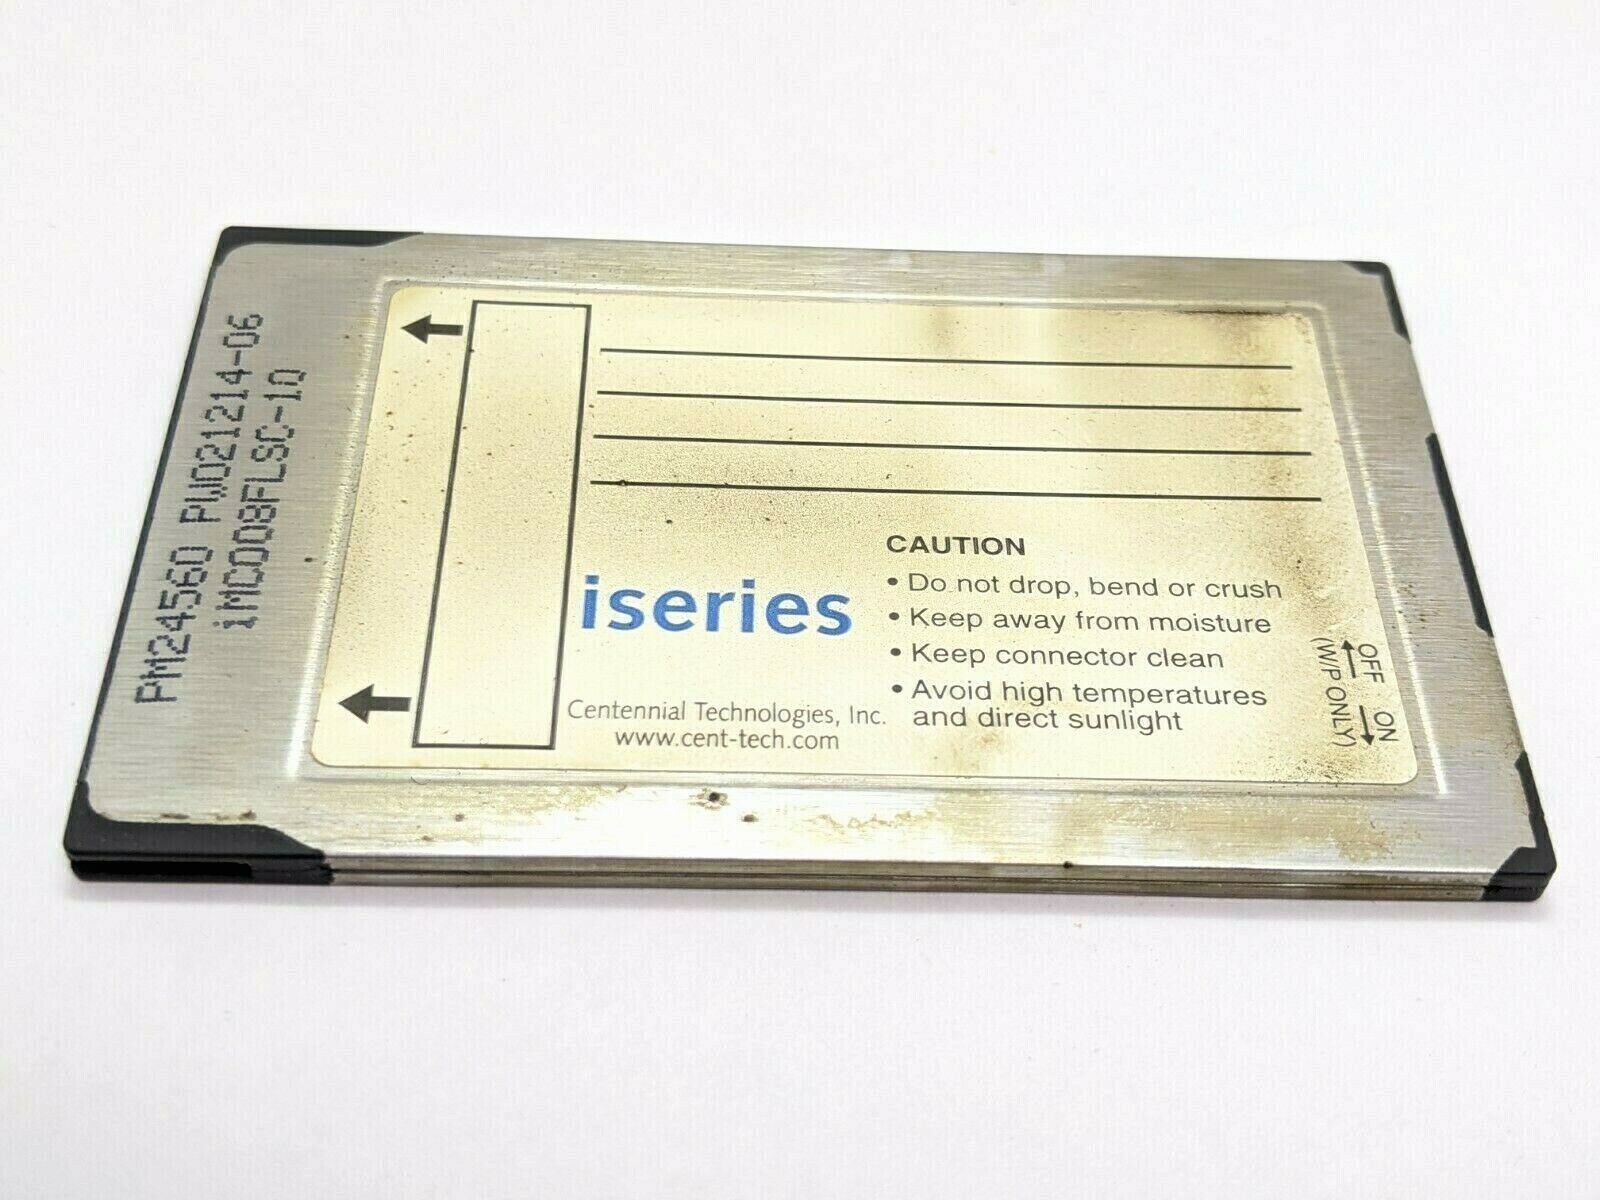 PM24560 PW021214-06
iMC008FLSC-10
iseries
Centennial Technologies, Inc.
www.cent-tech.com
CAUTION
• Do not drop, bend or crush
• Keep away from moisture
• Keep connector clean
• Avoid high temperatures
and direct sunlight
OFF ON
(W/P ONLY)